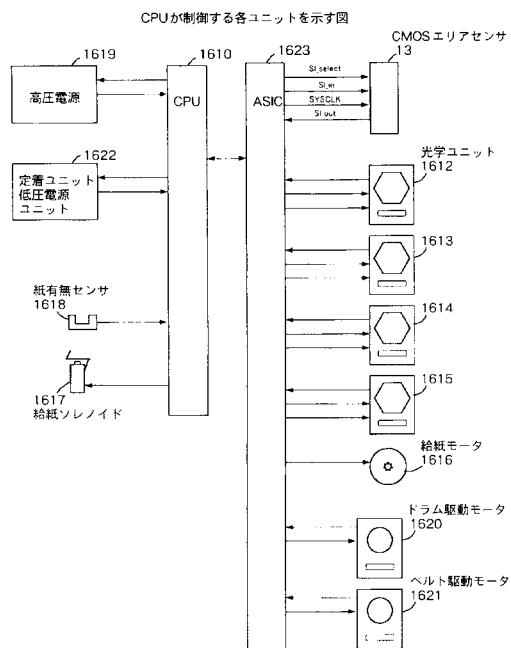 CPUが制御する各ユニットを示す図
1619
高圧電源
1610
CPU
1623
ASIC
CMOSエリアセンサ
13
SI_select
SI_in
SYSCLK
SI out
1622
定着ユニット
低圧電源
ユニット
光学ユニット
1612
1613
紙有無センサ
1618
1614
1617
給紙ソレノイド
1615
給紙モータ
1616
ドラム駆動モータ
1620
ベルト駆動モータ
1621